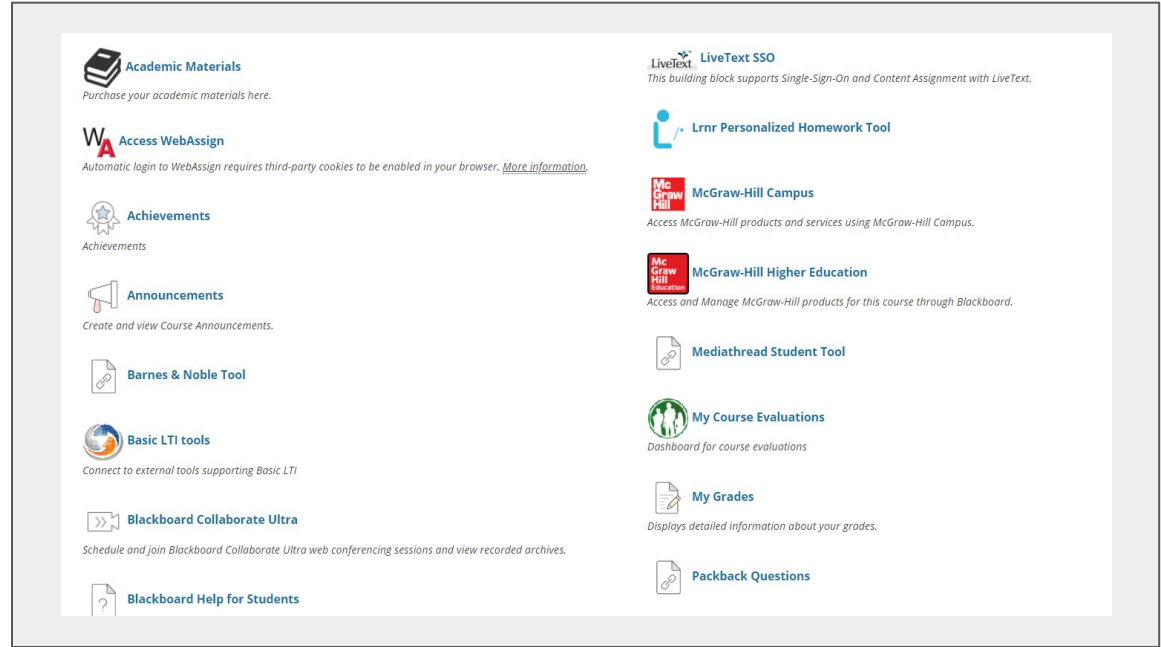 Academic Materials
Purchase your academic materials here.
WA Access WebAssign
Automatic login to WebAssign requires third-party cookies to be enabled in your browser. More information.
Achievements
Achievements
Announcements
Create and view Course Announcements.
Barnes & Noble Tool
Basic LTI tools
Connect to external tools supporting Basic LTI
Blackboard Collaborate Ultra
Schedule and join Blackboard Collaborate Ultra web conferencing sessions and view recorded archives.
? Blackboard Help for Students
LiveText LiveText SSO
This building block supports Single-Sign-On and Content Assignment with LiveText.
Lrnr Personalized Homework Tool
Mc
Graw
Hill
McGraw-Hill Campus
Access McGraw-Hill products and services using McGraw-Hill Campus.
Mc
Graw
Hill
Education
McGraw-Hill Higher Education
Access and Manage McGraw-Hill products for this course through Blackboard.
Mediathread Student Tool
My Course Evaluations
Dashboard for course evaluations
My Grades
Displays detailed information about your grades.
Packback Questions